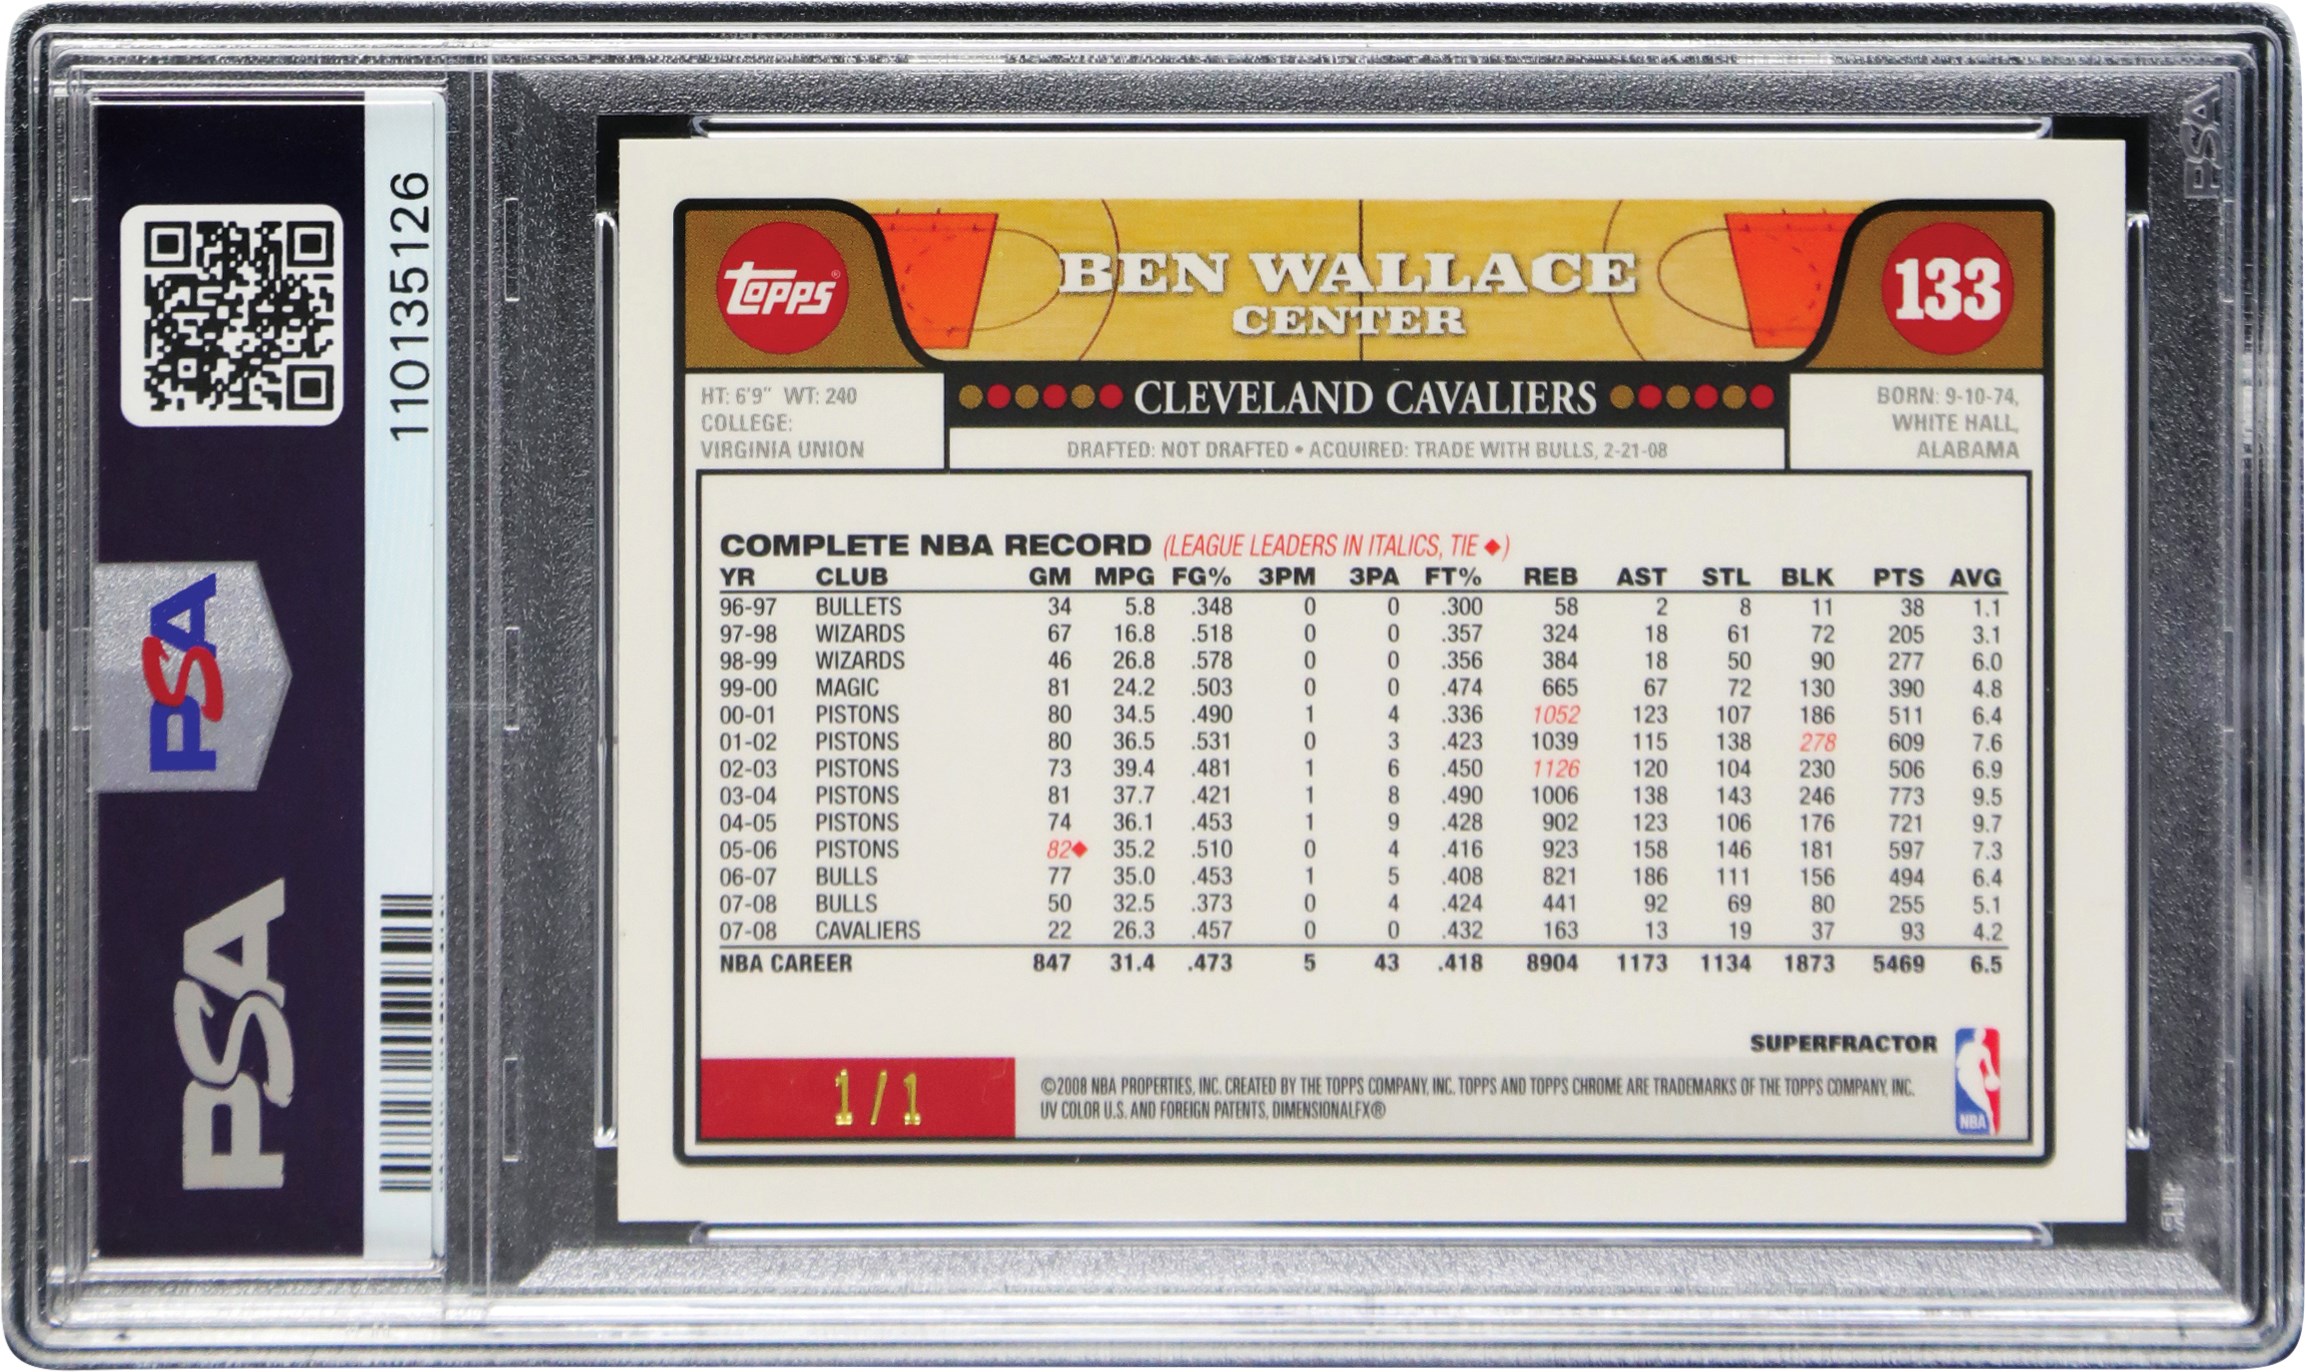 110135126
PSA
PSA
PSA
Topps®
BEN WALLACE
CENTER
133
HT: 6'9" WT: 240
COLLEGE:
VIRGINIA UNION
CLEVELAND CAVALIERS
DRAFTED: NOT DRAFTED • ACQUIRED: TRADE WITH BULLS, 2-21-08
BORN: 9-10-74,
WHITE HALL,
ALABAMA
COMPLETE NBA RECORD (LEAGUE LEADERS IN ITALICS, TIE ◆)
YR CLUB GM MPG FG% 3PM 3PA FT% REB AST STL BLK PTS AVG
96-97 BULLETS 34 5.8 .348 0 0 .300 58 2 8 11 38 1.1
97-98 WIZARDS 67 16.8 .518 0 0 .357 324 18 61 72 205 3.1
98-99 WIZARDS 46 26.8 .578 0 0 .356 384 18 50 90 277 6.0
99-00 MAGIC 81 24.2 .503 0 0 .474 665 67 72 130 390 4.8
00-01 PISTONS 80 34.5 .490 1 4 .336 1052 123 107 186 511 6.4
01-02 PISTONS 80 36.5 .531 0 3 .423 1039 115 138 278 609 7.6
02-03 PISTONS 73 39.4 .481 1 6 .450 1126 120 104 230 506 6.9
03-04 PISTONS 81 37.7 .421 1 8 .490 1006 138 143 246 773 9.5
04-05 PISTONS 74 36.1 .453 1 9 .428 902 123 106 176 721 9.7
05-06 PISTONS 82◆ 35.2 .510 0 4 .416 923 158 146 181 597 7.3
06-07 BULLS 77 35.0 .453 1 5 .408 821 186 111 156 494 6.4
07-08 BULLS 50 32.5 .373 0 4 .424 441 92 69 80 255 5.1
07-08 CAVALIERS 22 26.3 .457 0 0 .432 163 13 19 37 93 4.2
NBA CAREER 847 31.4 .473 5 43 .418 8904 1173 1134 1873 5469 6.5
SUPERFRACTOR
1/1
©2008 NBA PROPERTIES, INC. CREATED BY THE TOPPS COMPANY, INC. TOPPS AND TOPPS CHROME ARE TRADEMARKS OF THE TOPPS COMPANY, INC.
UV COLOR U.S. AND FOREIGN PATENTS, DIMENSIONALFX®
NBA